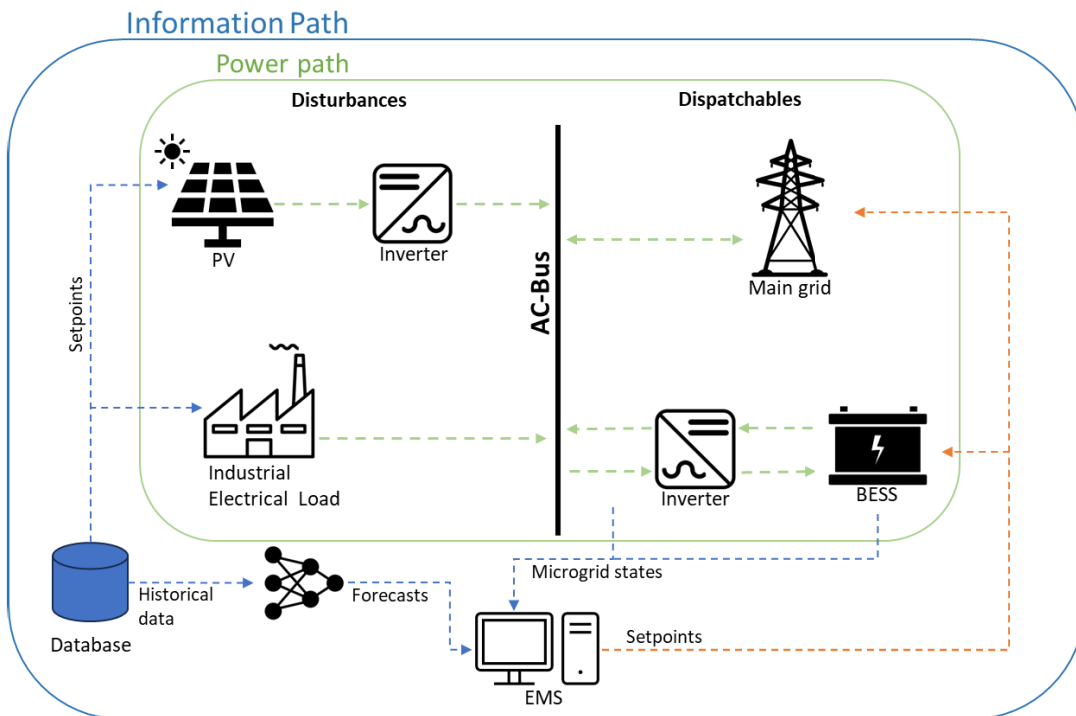 Information Path
Power path
Disturbances
Dispatchables
PV
Inverter
Main grid
AC-Bus
Setpoints
Industrial
Electrical Load
Inverter
BESS
Microgrid states
Historical
data
Forecasts
Database
Setpoints
EMS